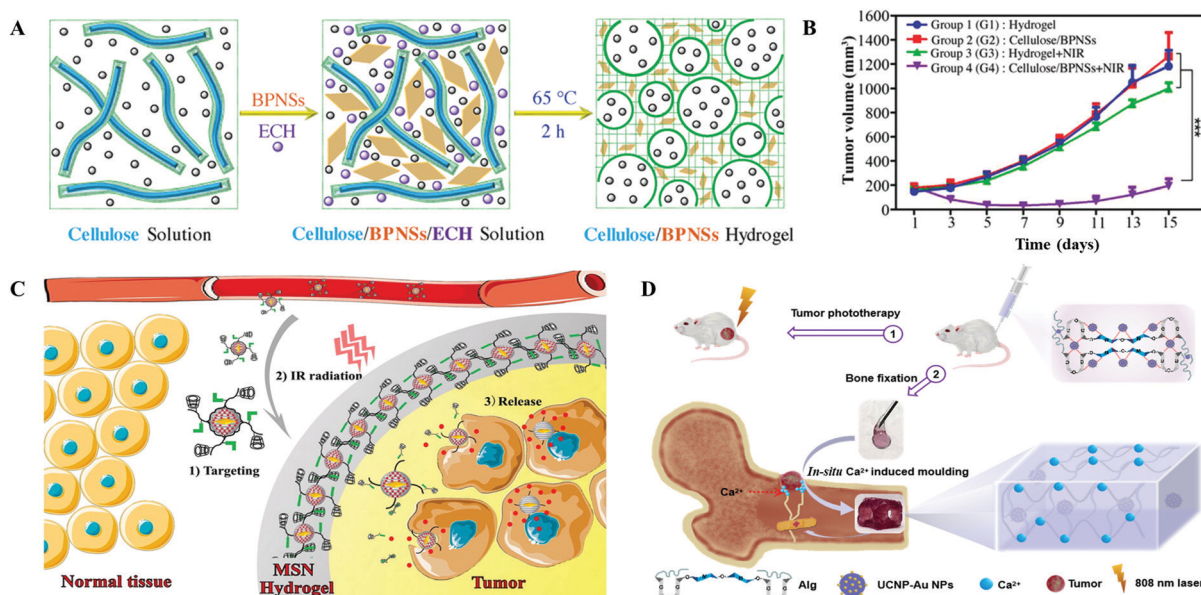 A
BPNSs
ECH
65 °C
2 h
Cellulose Solution
Cellulose/BPNSs/ECH Solution
Cellulose/BPNSs Hydrogel
B
Tumor volume (mm³)
1600
1400
1200
1000
800
600
400
200
0
Group 1 (G1) : Hydrogel
Group 2 (G2) : Cellulose/BPNSs
Group 3 (G3) : Hydrogel+NIR
Group 4 (G4) : Cellulose/BPNSs+NIR
***
1 3 5 7 9 11 13 15
Time (days)
C
2) IR radiation
1) Targeting
3) Release
Normal tissue
MSN
Hydrogel
Tumor
D
Tumor phototherapy
1
Bone fixation
2
In-situ Ca²⁺ induced moulding
Ca²⁺
Alg
UCNP-Au NPs
Ca²⁺
Tumor
808 nm laser